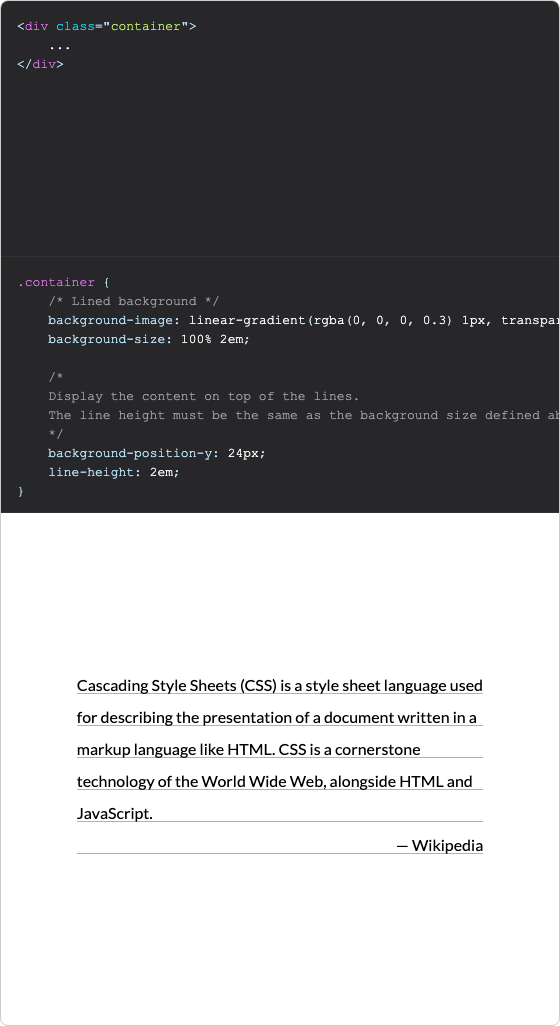 <div class="container">
    ...
</div>
.container {
    /* Lined background */
    background-image: linear-gradient(rgba(0, 0, 0, 0.3) 1px, transpar
    background-size: 100% 2em;
    /*
    Display the content on top of the lines.
    The line height must be the same as the background size defined ab
    */
    background-position-y: 24px;
    line-height: 2em;
}
Cascading Style Sheets (CSS) is a style sheet language used
for describing the presentation of a document written in a
markup language like HTML. CSS is a cornerstone
technology of the World Wide Web, alongside HTML and
JavaScript.
— Wikipedia